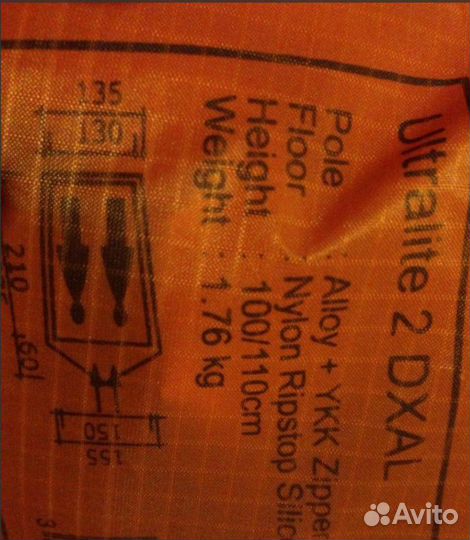 Ultralite 2 DXAL
Pole : Alloy + YKK Zipper
Floor : Nylon Ripstop Silic
Height : 100/110cm
Weight : 1.76 kg
135
130
210
150
155
Avito